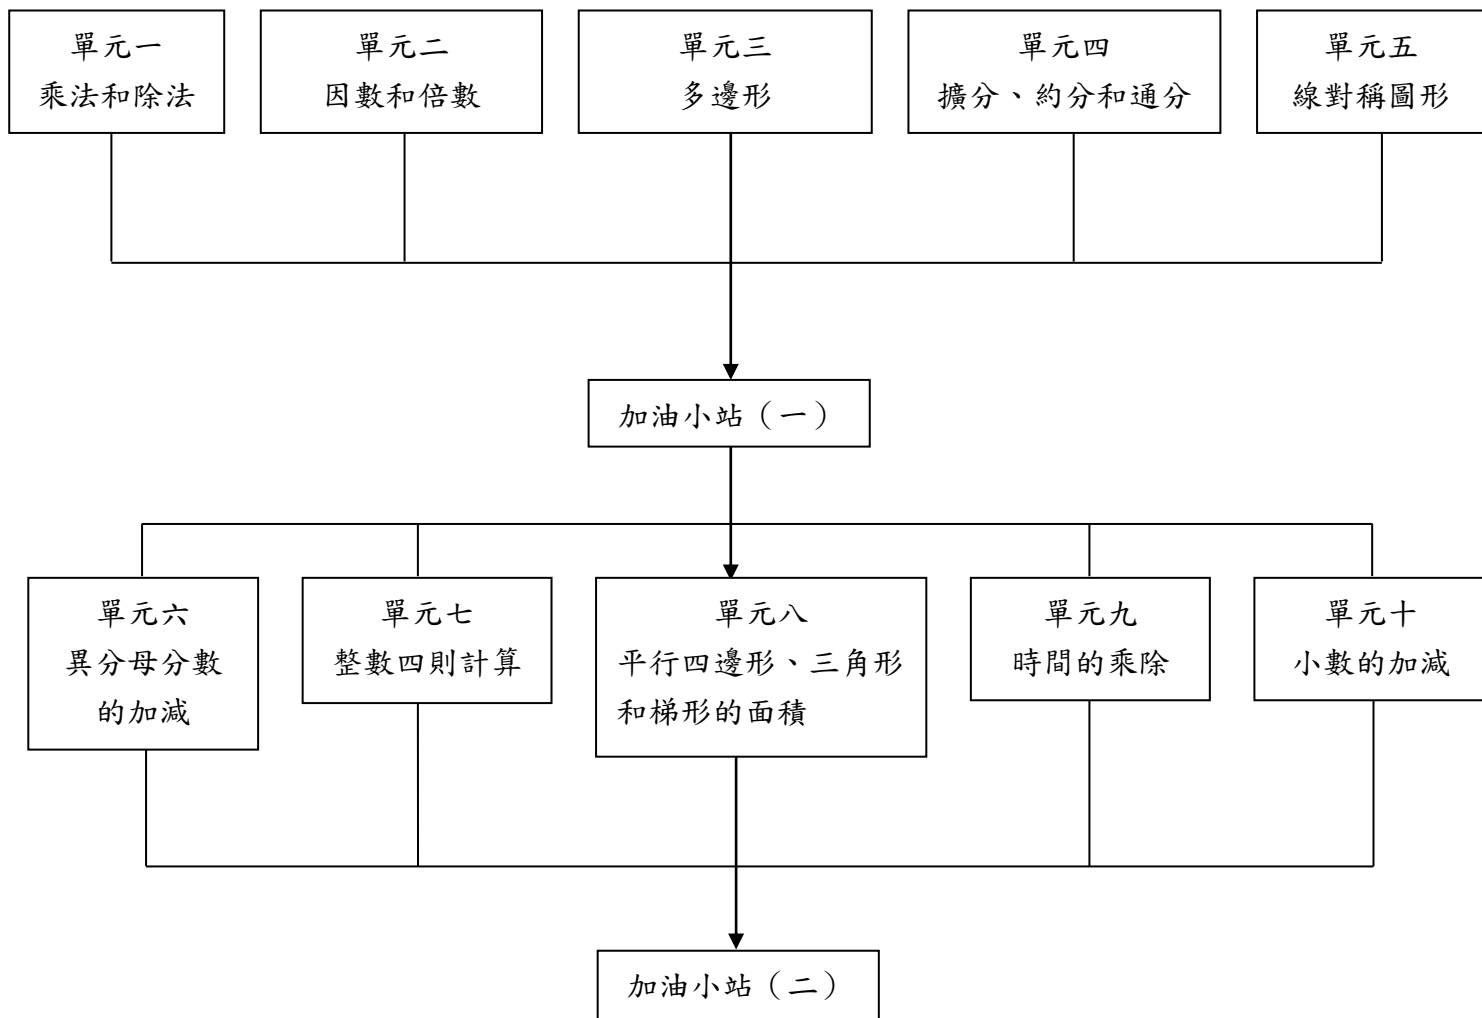 單元一
乘法和除法
單元二
因數和倍數
單元三
多邊形
單元四
擴分、約分和通分
單元五
線對稱圖形
加油小站（一）
單元六
異分母分數
的加減
單元七
整數四則計算
單元八
平行四邊形、三角形
和梯形的面積
單元九
時間的乘除
單元十
小數的加減
加油小站（二）